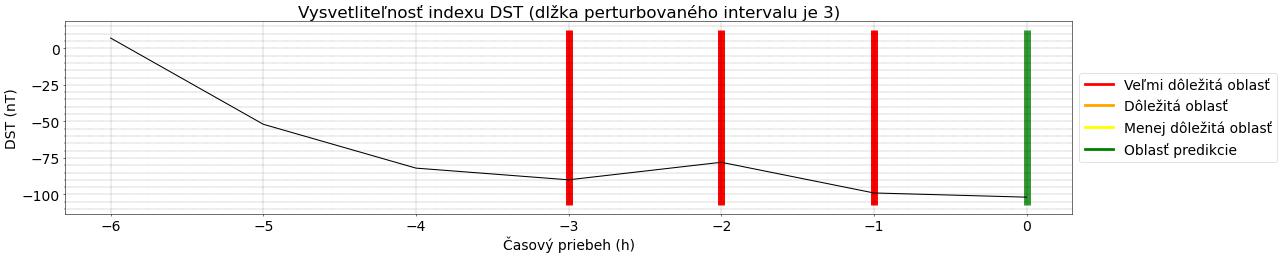 Vysvetliteľnosť indexu DST (dĺžka perturbovaného intervalu je 3)
DST (nT)
0
−25
−50
−75
−100
−6 −5 −4 −3 −2 −1 0
Časový priebeh (h)
Veľmi dôležitá oblasť
Dôležitá oblasť
Menej dôležitá oblasť
Oblasť predikcie